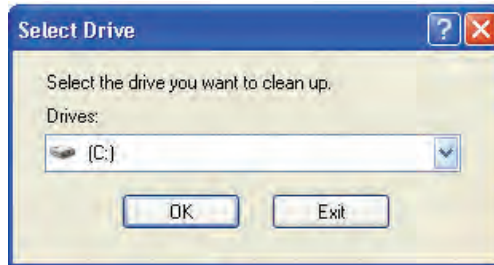 Select Drive
Select the drive you want to clean up.
Drives:
(C:)
OK Exit